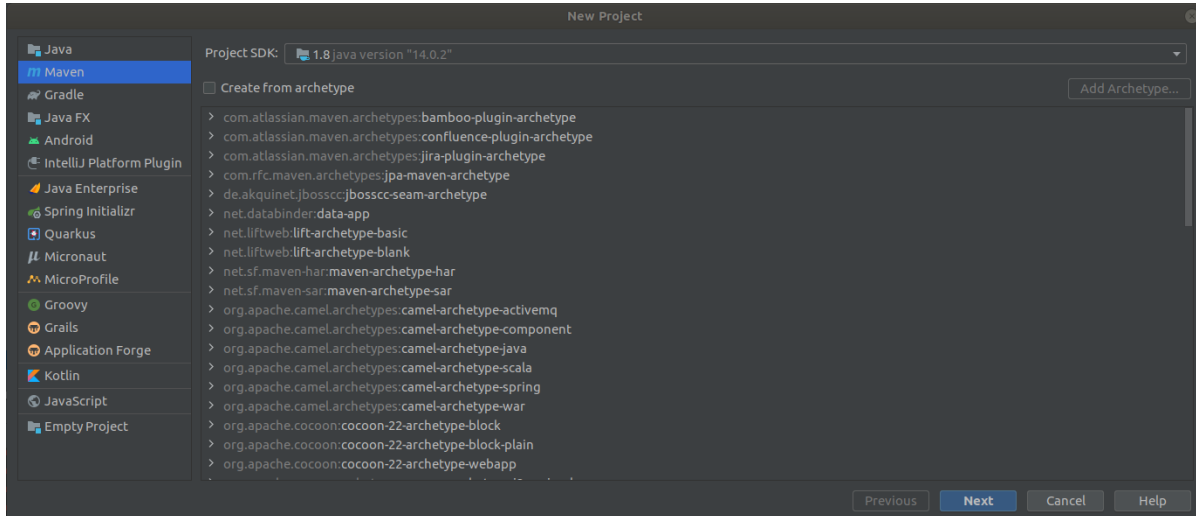 New Project
Java
Maven
Gradle
Java FX
Android
IntelliJ Platform Plugin
Java Enterprise
Spring Initializr
Quarkus
Micronaut
MicroProfile
Groovy
Grails
Application Forge
Kotlin
JavaScript
Empty Project
Project SDK: 1.8 java version "14.0.2"
Create from archetype
Add Archetype...
com.atlassian.maven.archetypes:bamboo-plugin-archetype
com.atlassian.maven.archetypes:confluence-plugin-archetype
com.atlassian.maven.archetypes:jira-plugin-archetype
com.rfc.maven.archetypes:jpa-maven-archetype
de.akquinet.jbosscc:jbosscc-seam-archetype
net.databinder:data-app
net.liftweb:lift-archetype-basic
net.liftweb:lift-archetype-blank
net.sf.maven-har:maven-archetype-har
net.sf.maven-sar:maven-archetype-sar
org.apache.camel.archetypes:camel-archetype-activemq
org.apache.camel.archetypes:camel-archetype-component
org.apache.camel.archetypes:camel-archetype-java
org.apache.camel.archetypes:camel-archetype-scala
org.apache.camel.archetypes:camel-archetype-spring
org.apache.camel.archetypes:camel-archetype-war
org.apache.cocoon:cocoon-22-archetype-block
org.apache.cocoon:cocoon-22-archetype-block-plain
org.apache.cocoon:cocoon-22-archetype-webapp
Previous
Next
Cancel
Help